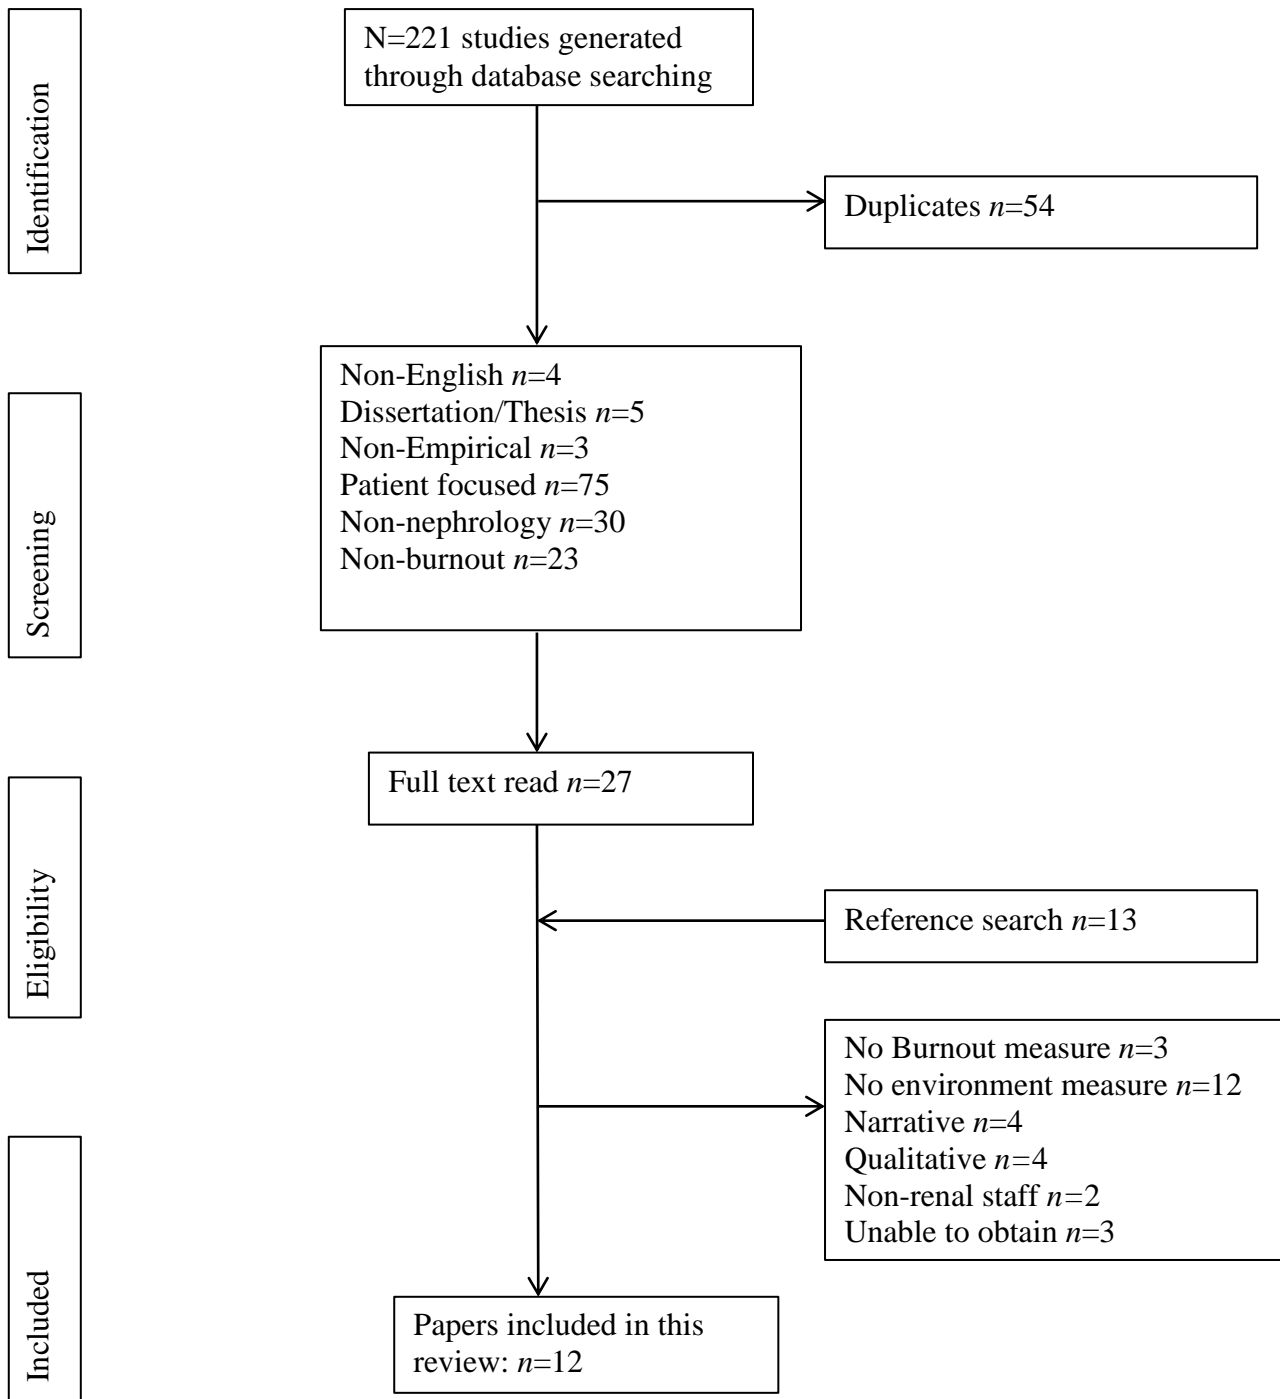 Identification
N=221 studies generated
through database searching
Duplicates n=54
Screening
Non-English n=4
Dissertation/Thesis n=5
Non-Empirical n=3
Patient focused n=75
Non-nephrology n=30
Non-burnout n=23
Eligibility
Full text read n=27
Reference search n=13
No Burnout measure n=3
No environment measure n=12
Narrative n=4
Qualitative n=4
Non-renal staff n=2
Unable to obtain n=3
Included
Papers included in this
review: n=12